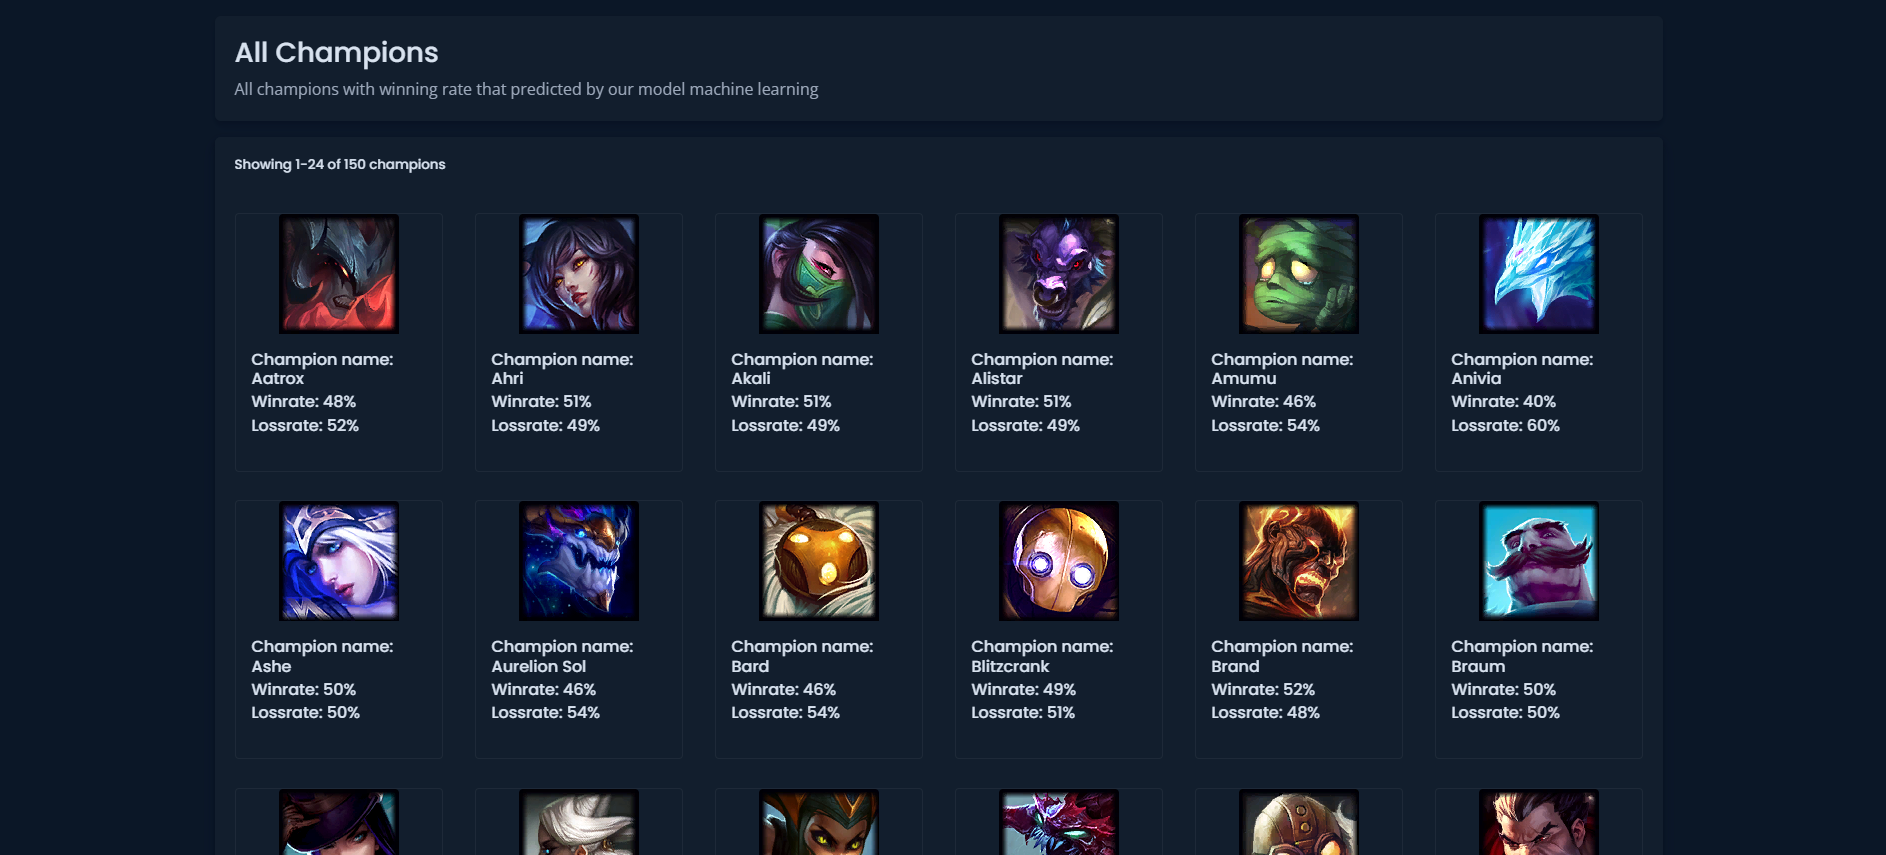 All Champions
All champions with winning rate that predicted by our model machine learning
Showing 1-24 of 150 champions
Champion name:
Aatrox
Winrate: 48%
Lossrate: 52%
Champion name:
Ahri
Winrate: 51%
Lossrate: 49%
Champion name:
Akali
Winrate: 51%
Lossrate: 49%
Champion name:
Alistar
Winrate: 51%
Lossrate: 49%
Champion name:
Amumu
Winrate: 46%
Lossrate: 54%
Champion name:
Anivia
Winrate: 40%
Lossrate: 60%
Champion name:
Ashe
Winrate: 50%
Lossrate: 50%
Champion name:
Aurelion Sol
Winrate: 46%
Lossrate: 54%
Champion name:
Bard
Winrate: 46%
Lossrate: 54%
Champion name:
Blitzcrank
Winrate: 49%
Lossrate: 51%
Champion name:
Brand
Winrate: 52%
Lossrate: 48%
Champion name:
Braum
Winrate: 50%
Lossrate: 50%